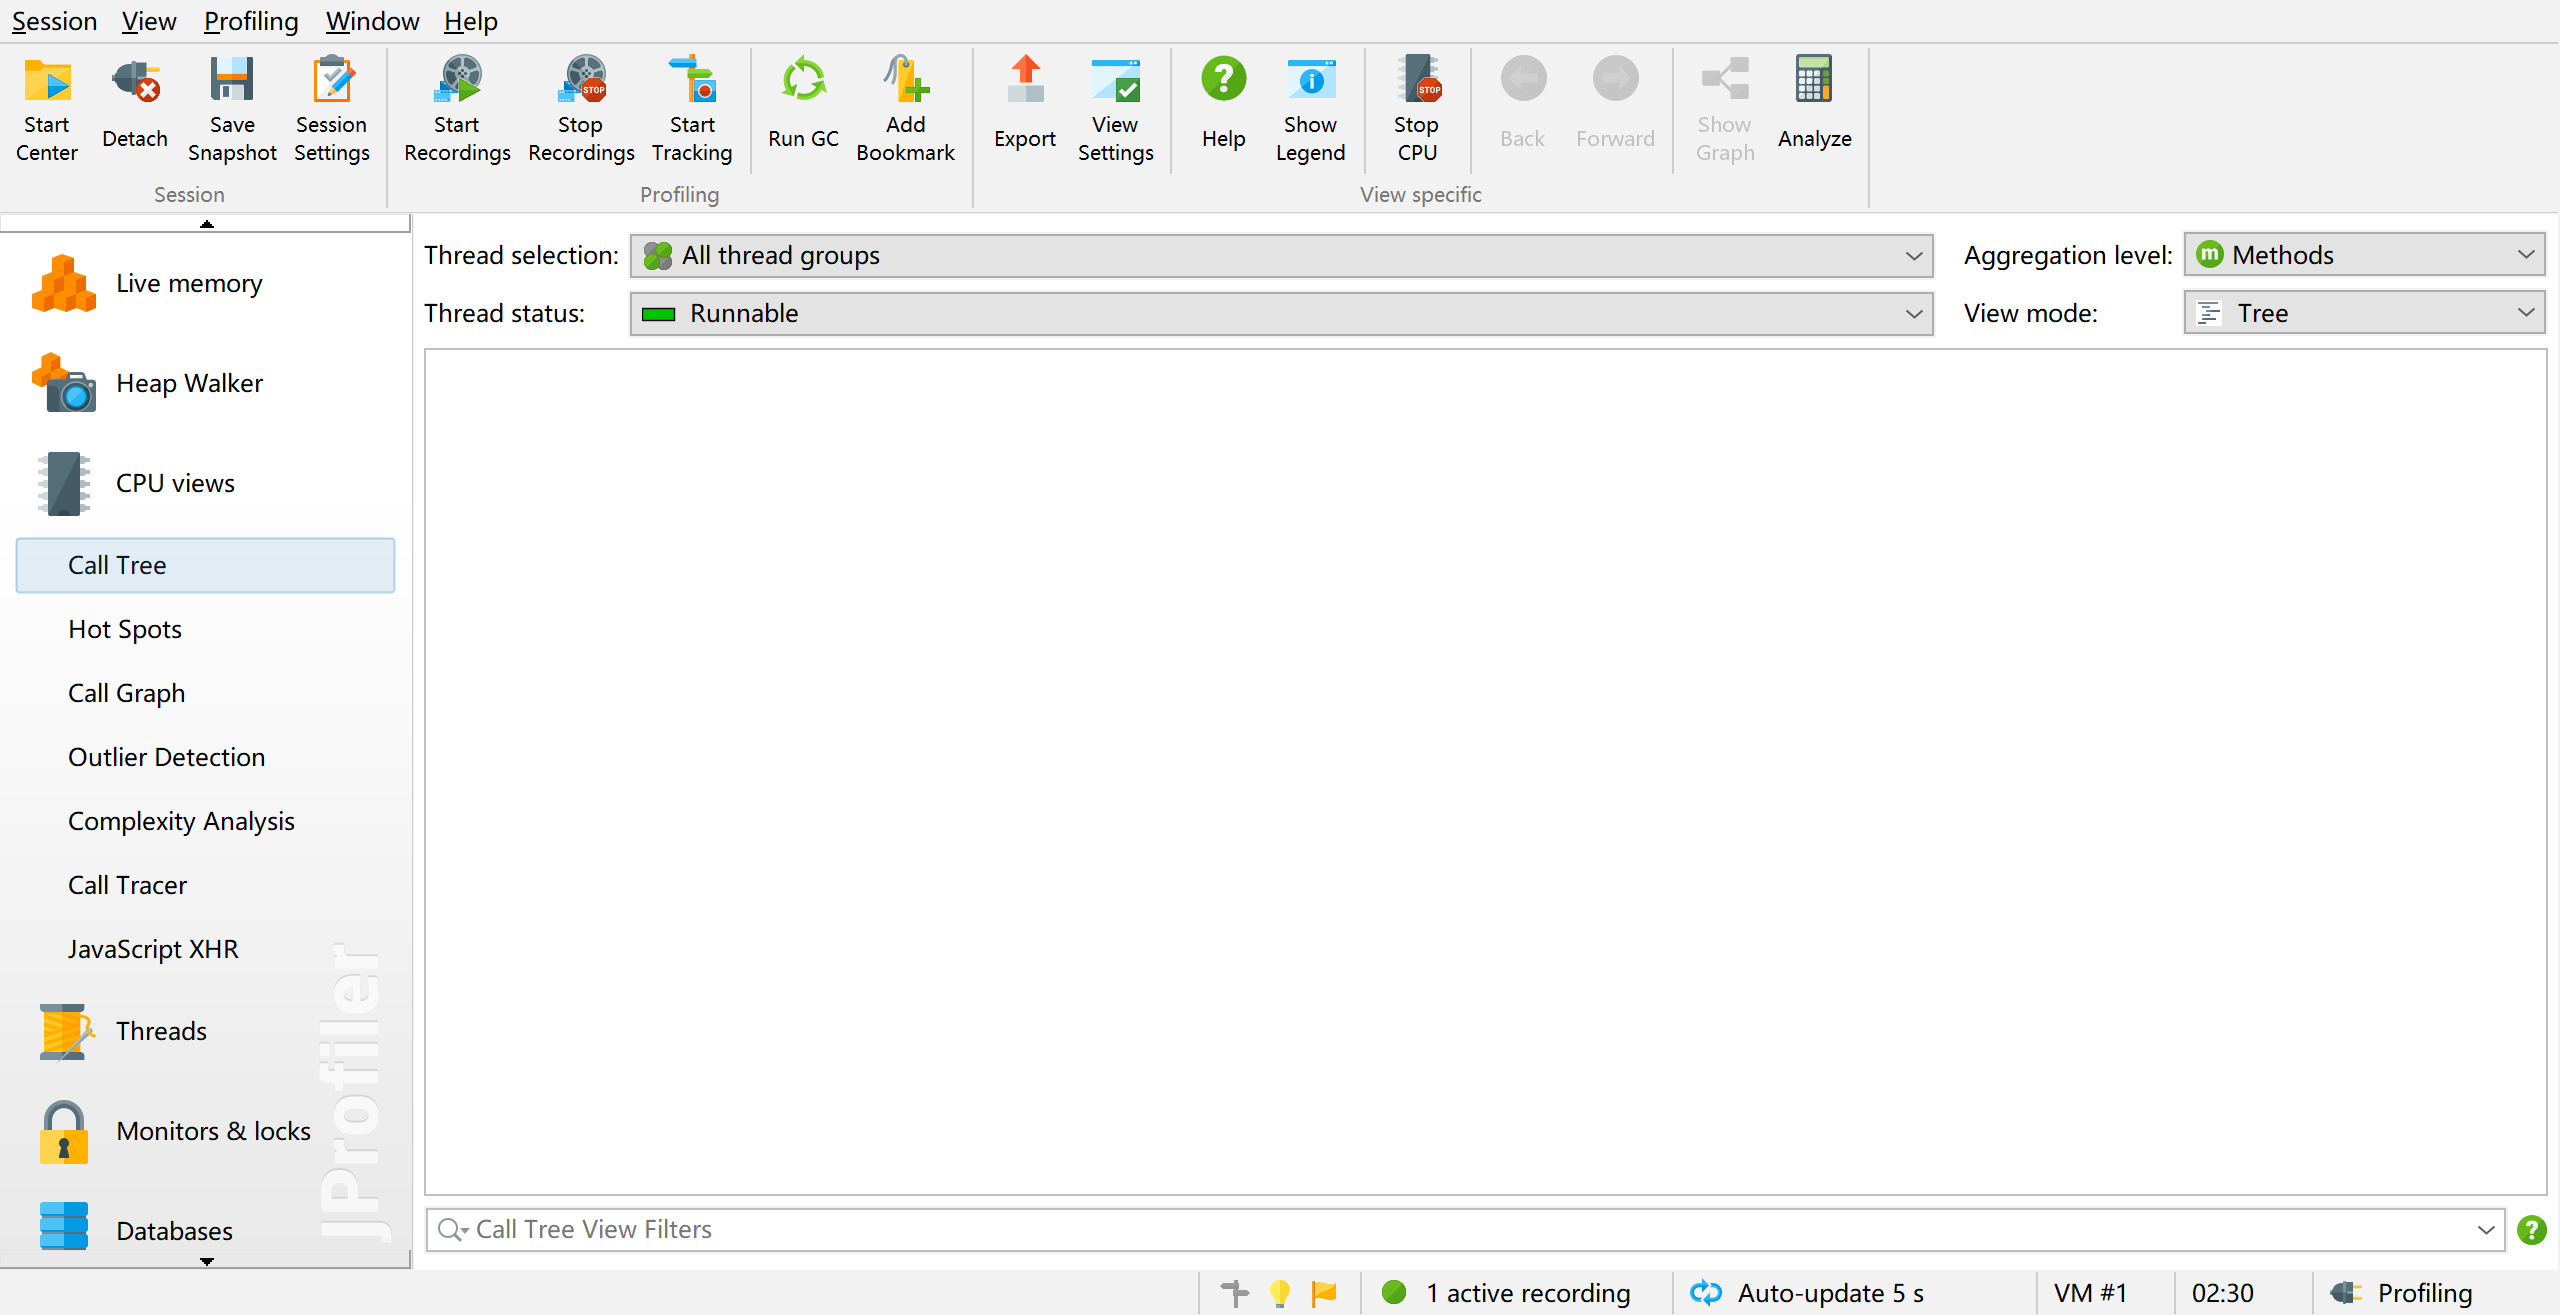 Session View Profiling Window Help
Start Center
Detach
Save Snapshot
Session Settings
Start Recordings
Stop Recordings
STOP
Start Tracking
Run GC
Add Bookmark
Export
View Settings
Help
Show Legend
Stop CPU
STOP
Back
Forward
Show Graph
Analyze
Session
Profiling
View specific
Live memory
Heap Walker
CPU views
Call Tree
Hot Spots
Call Graph
Outlier Detection
Complexity Analysis
Call Tracer
JavaScript XHR
Threads
Monitors & locks
Databases
JProfiler
Thread selection: All thread groups
Aggregation level: m Methods
Thread status: Runnable
View mode: Tree
Call Tree View Filters
?
1 active recording
Auto-update 5 s
VM #1
02:30
Profiling